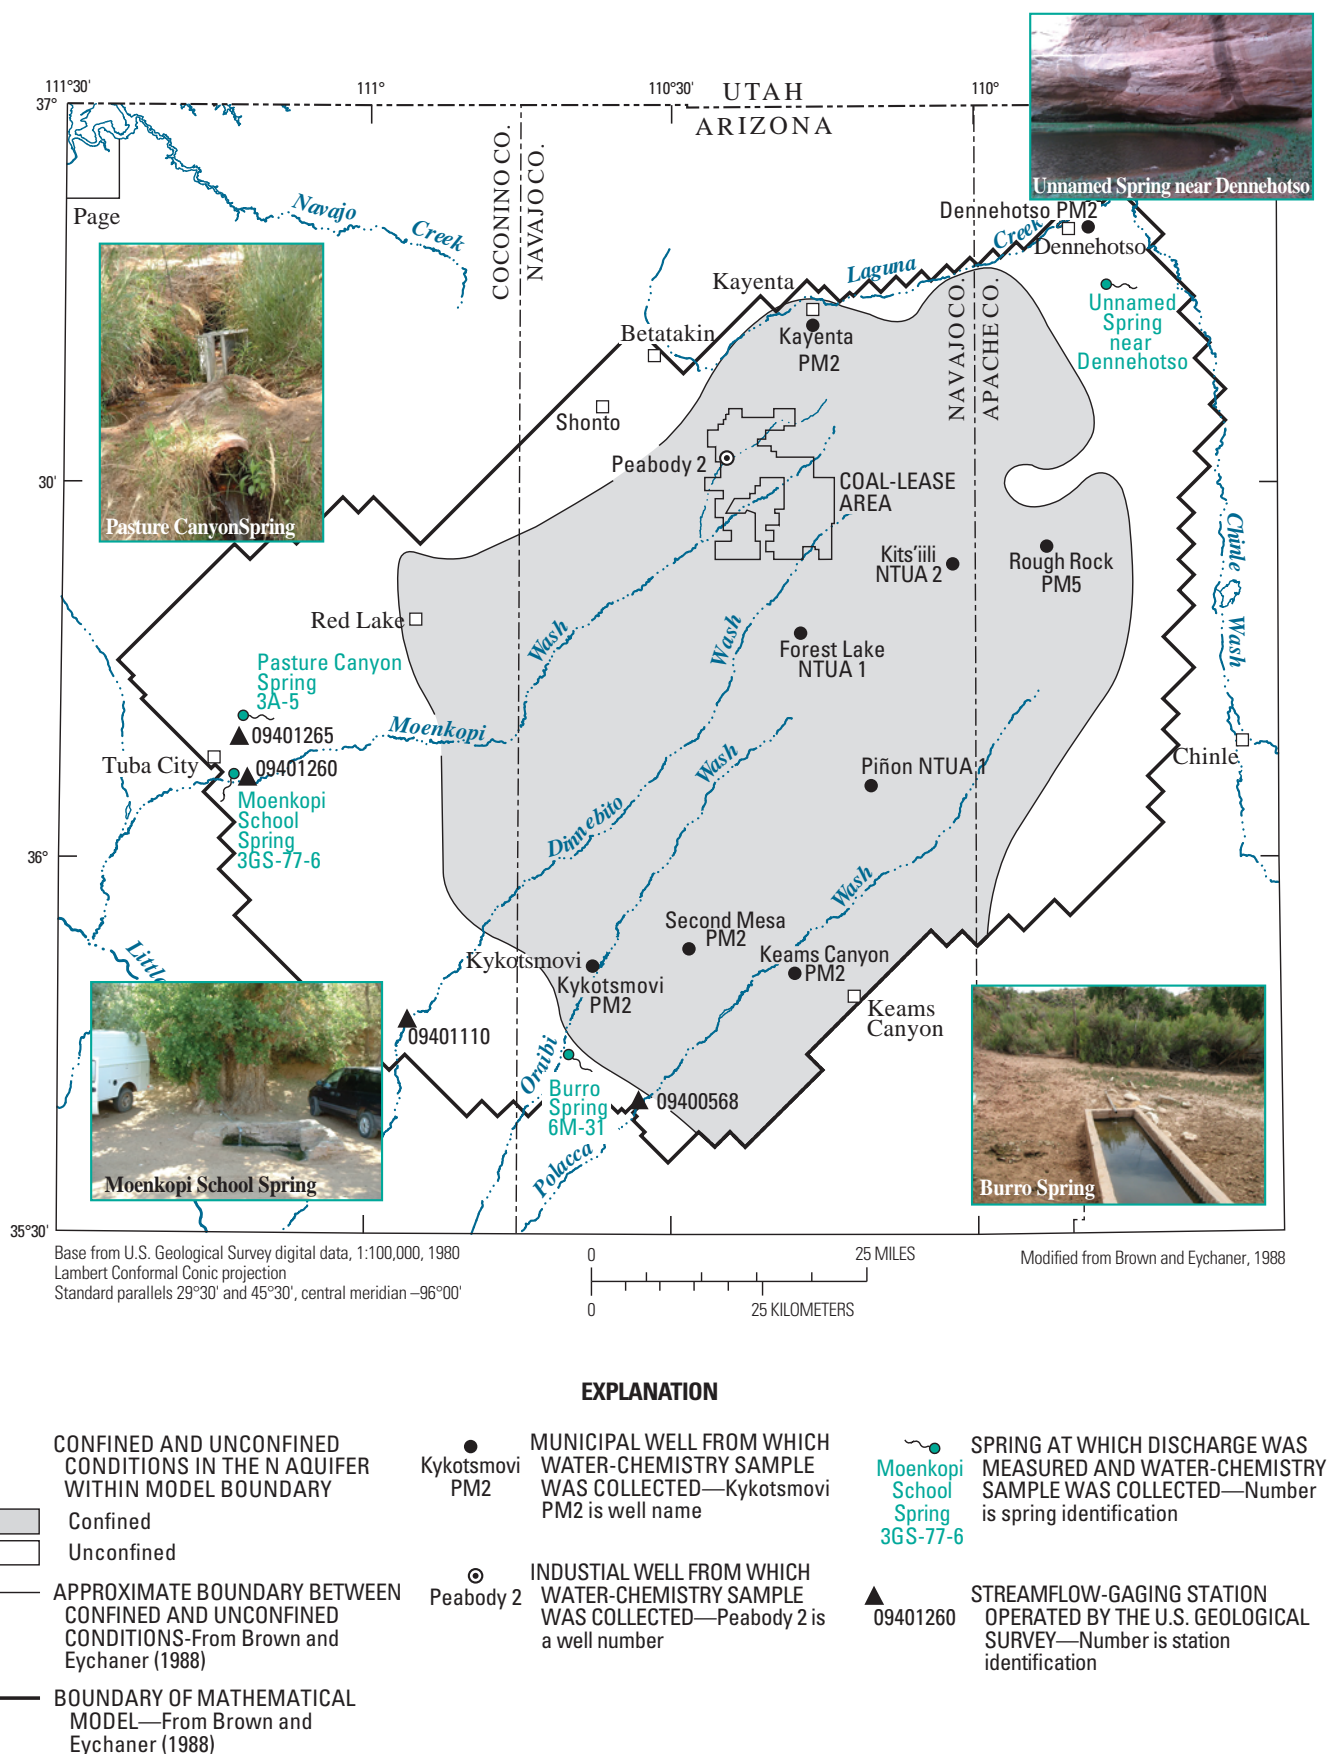 111°30'
111°
110°30'
110°
37°
UTAH
ARIZONA
COCONINO CO.
NAVAJO CO.
Unnamed Spring near Dennehotso
Page
Navajo
Creek
Dennehotso PM2
Creek
Dennehotso
Laguna
Kayenta
Kayenta
PM2
Betatakin
Unnamed
Spring
near
Dennehotso
NAVAJO CO.
APACHE CO.
Shonto
Peabody 2
30'
COAL-LEASE
AREA
Pasture CanyonSpring
Kits'iili
NTUA 2
Rough Rock
PM5
Chinle
Wash
Red Lake
Wash
Wash
Forest Lake
NTUA 1
Pasture Canyon
Spring
3A-5
09401265
Moenkopi
Tuba City
09401260
Wash
Piñon NTUA 1
Chinle
Moenkopi
School
Spring
3GS-77-6
Dinnebito
36°
Wash
Second Mesa
PM2
Little
Kykotsmovi
Kykotsmovi
PM2
Keams Canyon
PM2
Keams
Canyon
09401110
Oraibi
Burro
Spring
6M-31
09400568
Polacca
Moenkopi School Spring
Burro Spring
35°30'
Base from U.S. Geological Survey digital data, 1:100,000, 1980
Lambert Conformal Conic projection
Standard parallels 29°30' and 45°30', central meridian –96°00'
0
25 MILES
0
25 KILOMETERS
Modified from Brown and Eychaner, 1988
EXPLANATION
CONFINED AND UNCONFINED
CONDITIONS IN THE N AQUIFER
WITHIN MODEL BOUNDARY
Confined
Unconfined
APPROXIMATE BOUNDARY BETWEEN
CONFINED AND UNCONFINED
CONDITIONS-From Brown and
Eychaner (1988)
BOUNDARY OF MATHEMATICAL
MODEL—From Brown and
Eychaner (1988)
Kykotsmovi
PM2
MUNICIPAL WELL FROM WHICH
WATER-CHEMISTRY SAMPLE
WAS COLLECTED—Kykotsmovi
PM2 is well name
Peabody 2
INDUSTIAL WELL FROM WHICH
WATER-CHEMISTRY SAMPLE
WAS COLLECTED—Peabody 2 is
a well number
Moenkopi
School
Spring
3GS-77-6
SPRING AT WHICH DISCHARGE WAS
MEASURED AND WATER-CHEMISTRY
SAMPLE WAS COLLECTED—Number
is spring identification
09401260
STREAMFLOW-GAGING STATION
OPERATED BY THE U.S. GEOLOGICAL
SURVEY—Number is station
identification